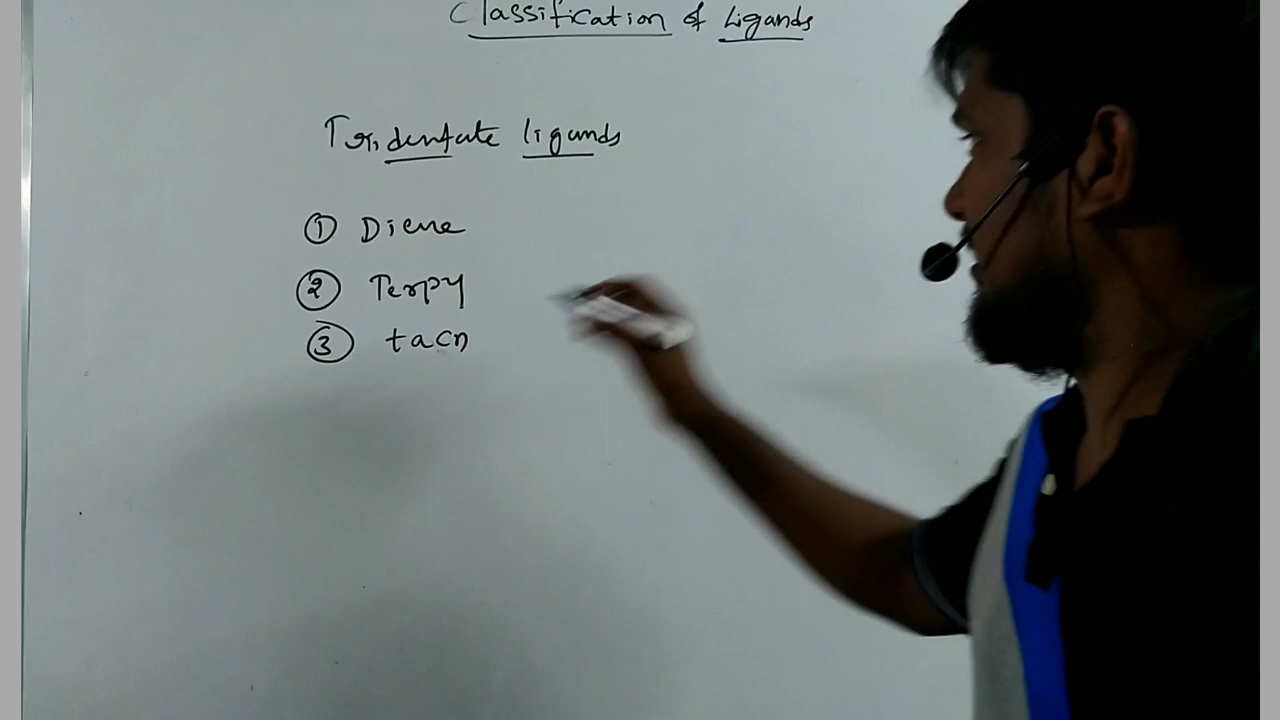 Classification of Ligands
Tridentate ligands
① Diene
② Terpy
③ tacn